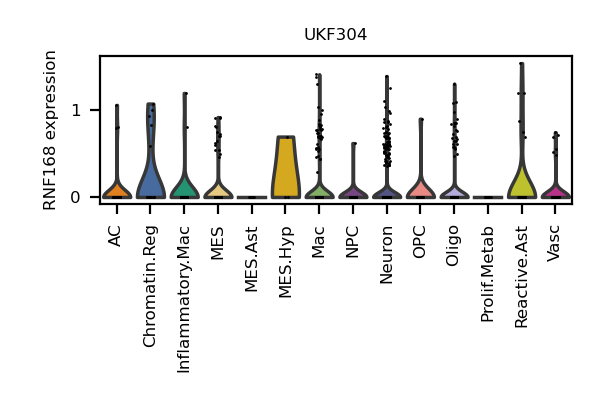 UKF304
RNF168 expression
1
0
AC
Chromatin.Reg
Inflammatory.Mac
MES
MES.Ast
MES.Hyp
Mac
NPC
Neuron
OPC
Oligo
Prolif.Metab
Reactive.Ast
Vasc